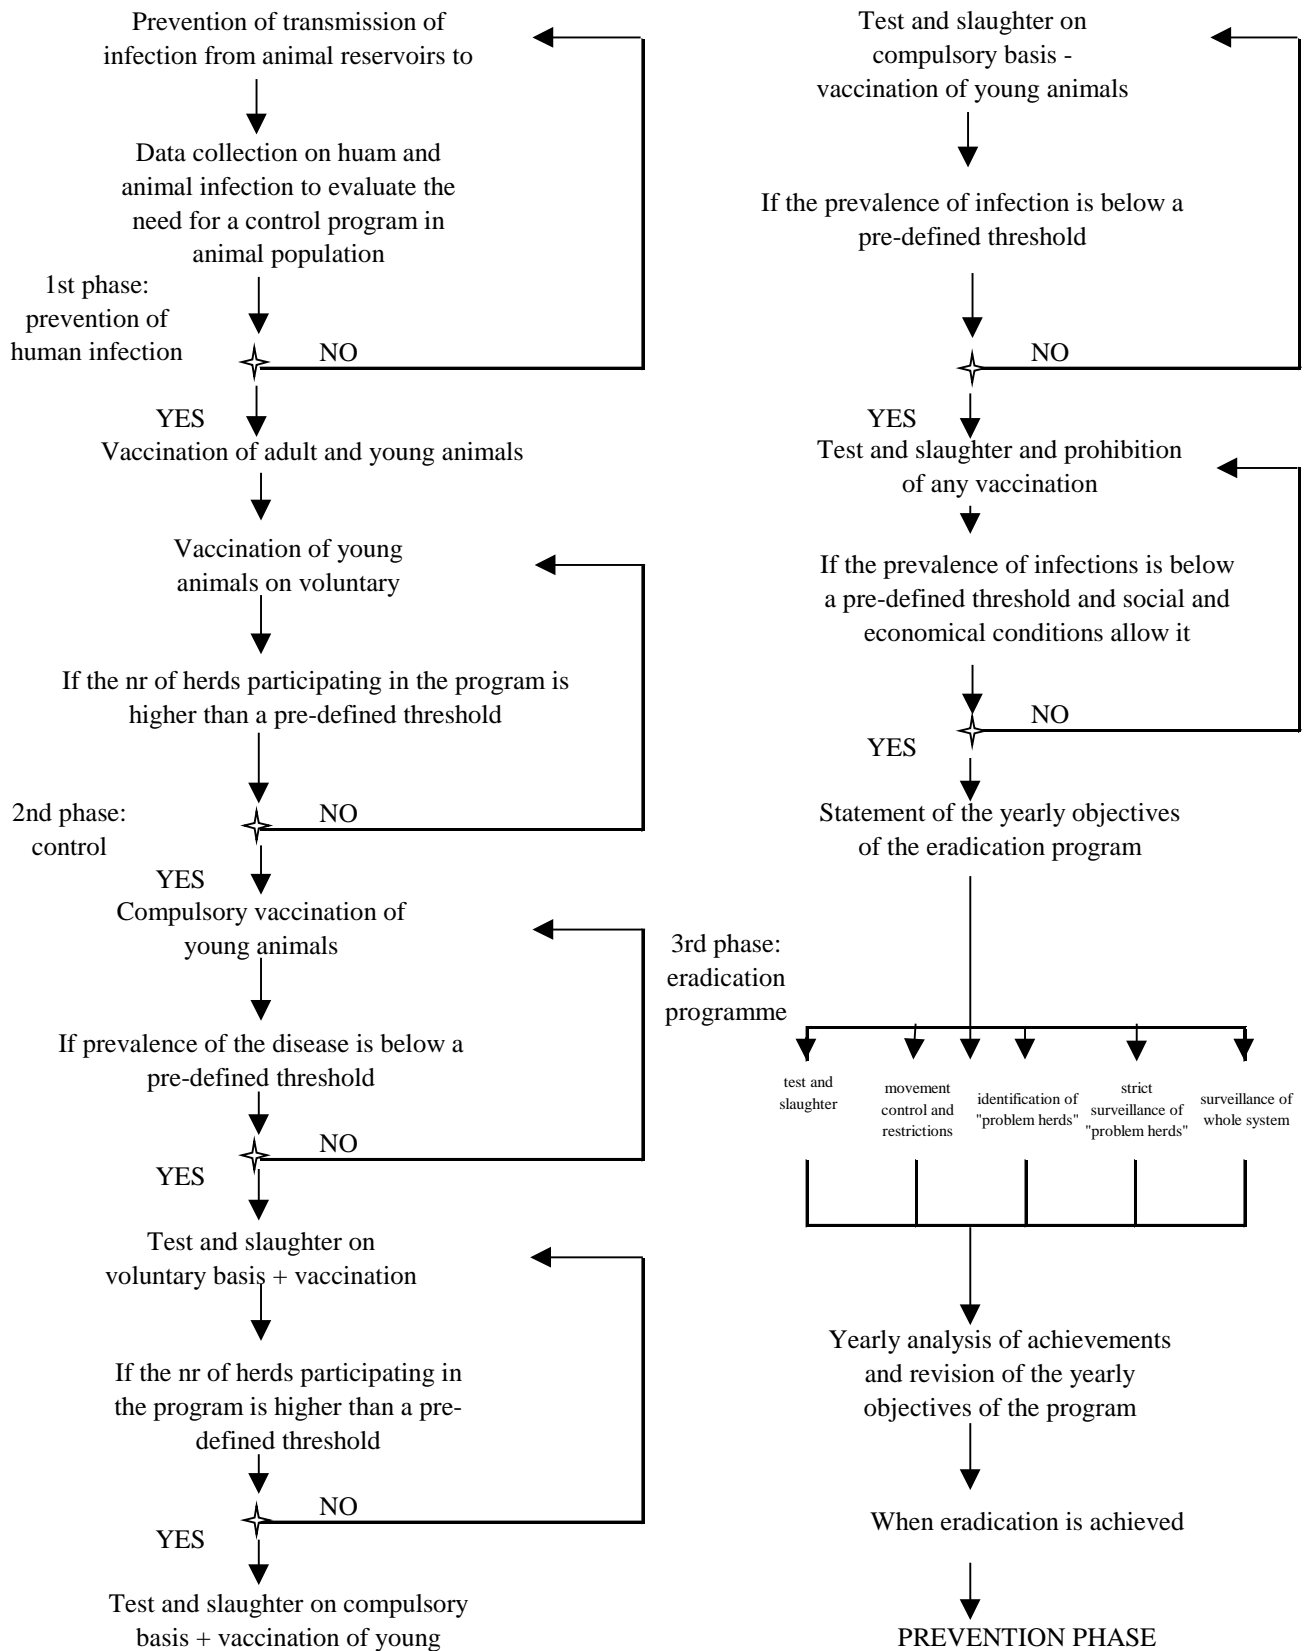 Prevention of transmission of
infection from animal reservoirs to
Data collection on huam and
animal infection to evaluate the
need for a control program in
animal population
1st phase:
prevention of
human infection
NO
YES
Vaccination of adult and young animals
Vaccination of young
animals on voluntary
If the nr of herds participating in the program is
higher than a pre-defined threshold
2nd phase:
control
NO
YES
Compulsory vaccination of
young animals
If prevalence of the disease is below a
pre-defined threshold
NO
YES
Test and slaughter on
voluntary basis + vaccination
If the nr of herds participating in
the program is higher than a pre-
defined threshold
NO
YES
Test and slaughter on compulsory
basis + vaccination of young
Test and slaughter on
compulsory basis -
vaccination of young animals
If the prevalence of infection is below a
pre-defined threshold
NO
YES
Test and slaughter and prohibition
of any vaccination
If the prevalence of infections is below
a pre-defined threshold and social and
economical conditions allow it
NO
YES
Statement of the yearly objectives
of the eradication program
3rd phase:
eradication
programme
test and
slaughter
movement
control and
restrictions
identification of
"problem herds"
strict
surveillance of
"problem herds"
surveillance of
whole system
Yearly analysis of achievements
and revision of the yearly
objectives of the program
When eradication is achieved
PREVENTION PHASE